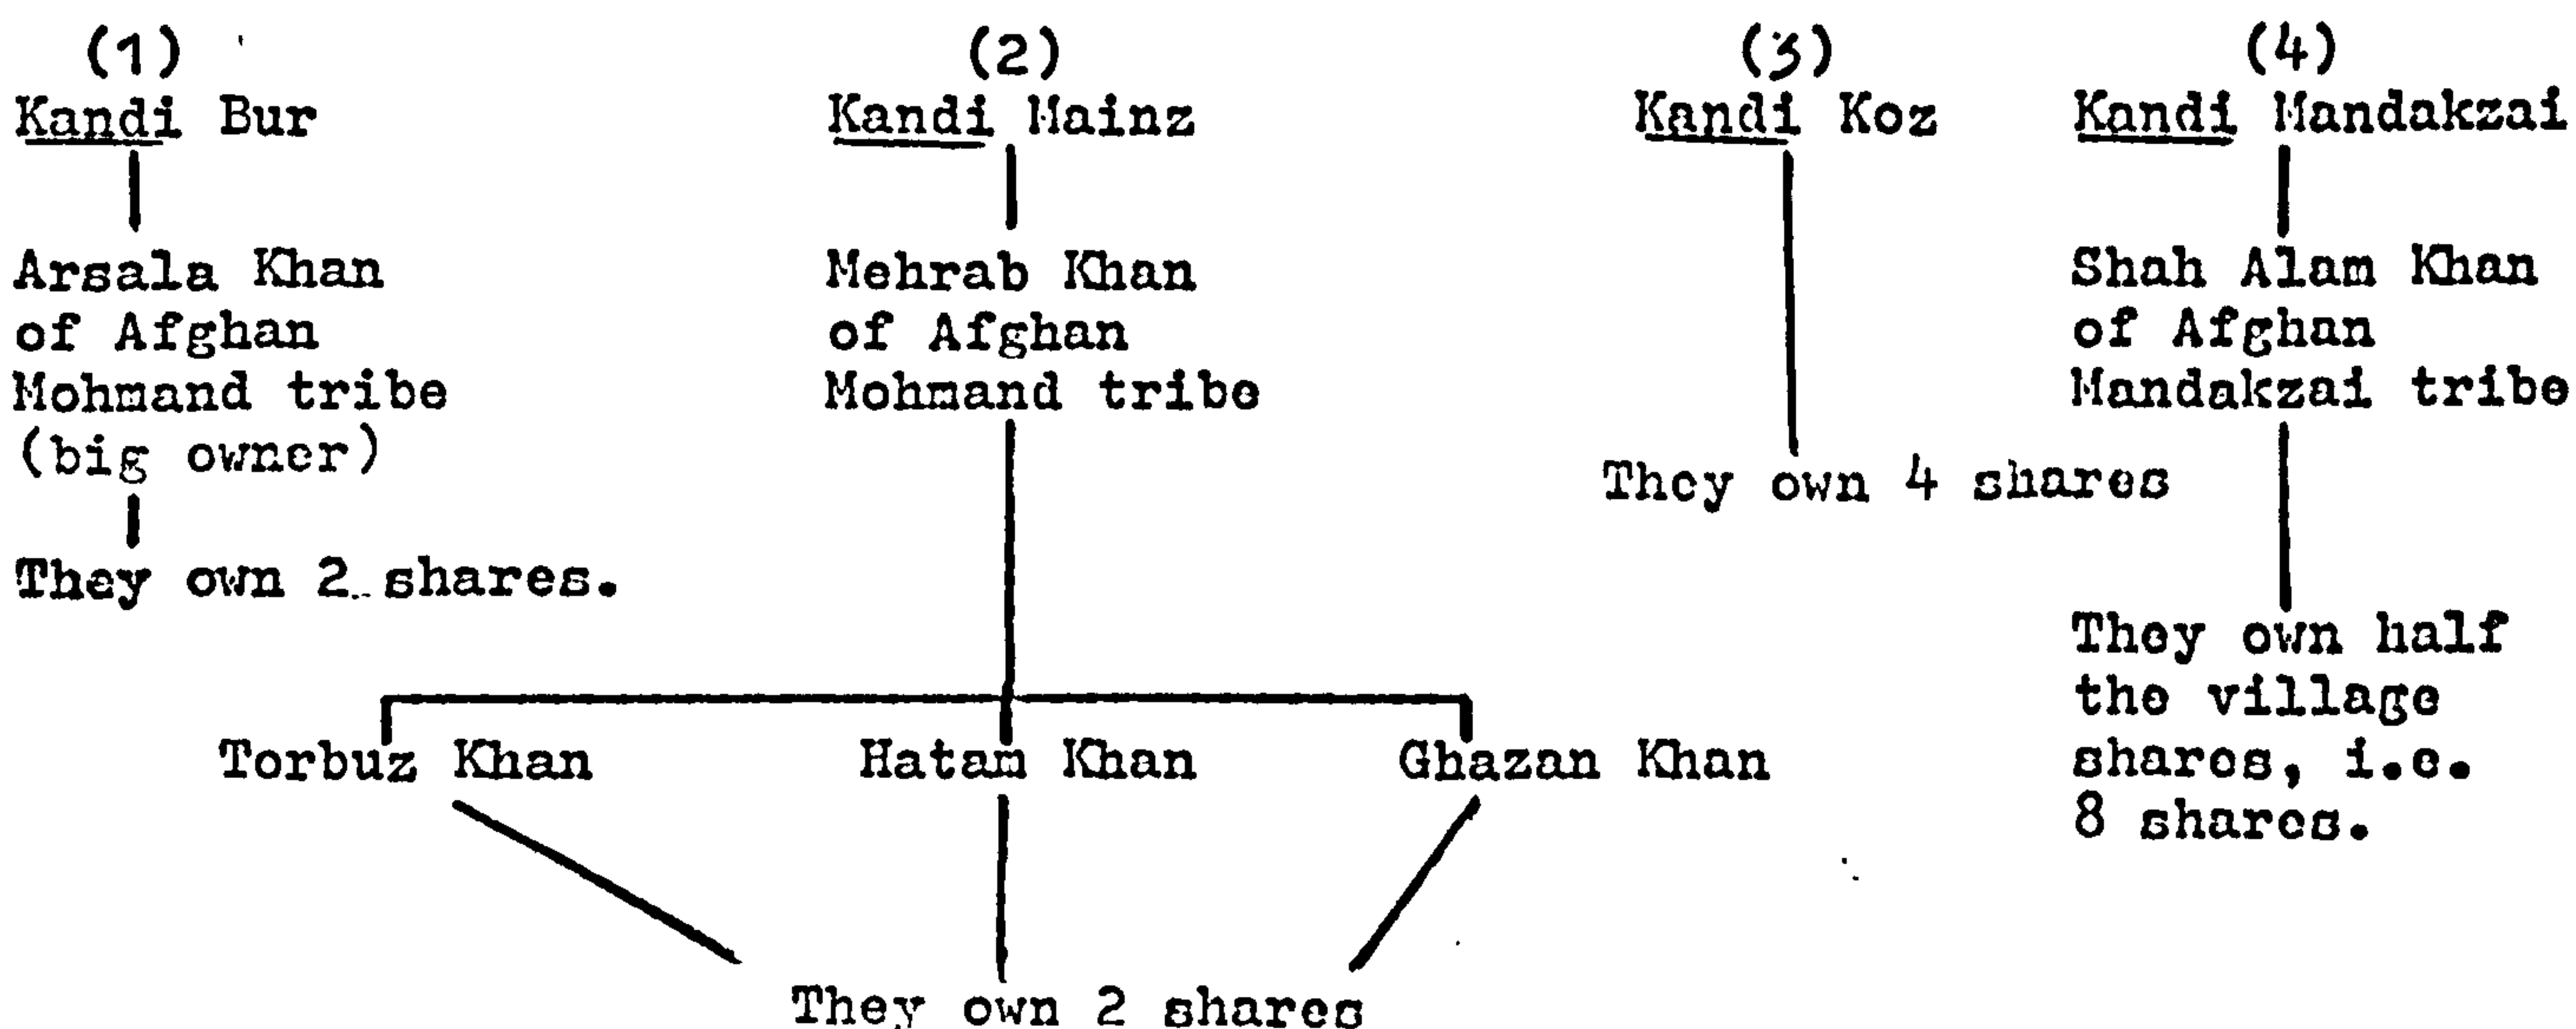 (1)
Kandi Bur
Arsala Khan
of Afghan
Mohmand tribe
(big owner)
They own 2 shares.
(2)
Kandi Mainz
Mehrab Khan
of Afghan
Mohmand tribe
Torbuz Khan
Hatam Khan
Ghazan Khan
They own 2 shares
(3)
Kandi Koz
They own 4 shares
(4)
Kandi Mandakzai
Shah Alam Khan
of Afghan
Mandakzai tribe
They own half
the village
shares, i.e.
8 shares.